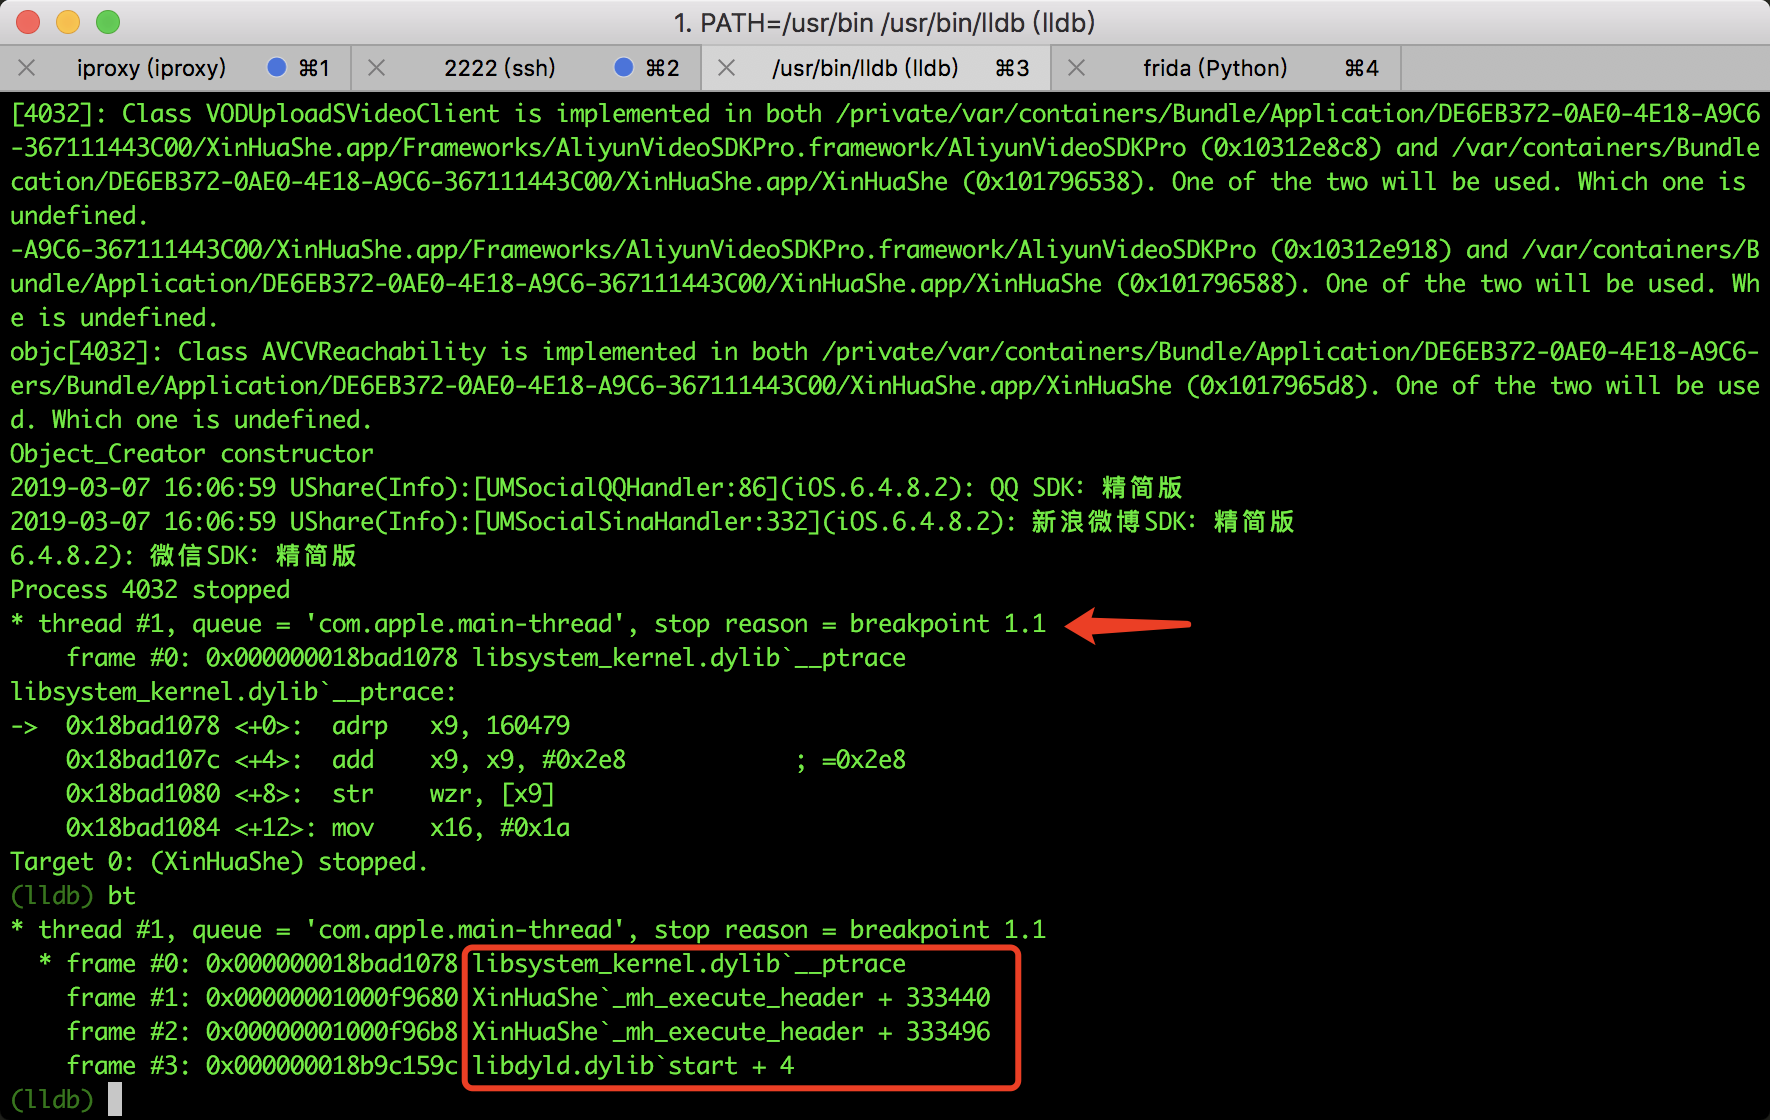 1. PATH=/usr/bin /usr/bin/lldb (lldb)
iproxy (iproxy) ⌘1 2222 (ssh) ⌘2 /usr/bin/lldb (lldb) ⌘3 frida (Python) ⌘4
[4032]: Class VODUploadSVideoClient is implemented in both /private/var/containers/Bundle/Application/DE6EB372-0AE0-4E18-A9C6
-367111443C00/XinHuaShe.app/Frameworks/AliyunVideoSDKPro.framework/AliyunVideoSDKPro (0x10312e8c8) and /var/containers/Bundle
cation/DE6EB372-0AE0-4E18-A9C6-367111443C00/XinHuaShe.app/XinHuaShe (0x101796538). One of the two will be used. Which one is
undefined.
-A9C6-367111443C00/XinHuaShe.app/Frameworks/AliyunVideoSDKPro.framework/AliyunVideoSDKPro (0x10312e918) and /var/containers/B
undle/Application/DE6EB372-0AE0-4E18-A9C6-367111443C00/XinHuaShe.app/XinHuaShe (0x101796588). One of the two will be used. Wh
e is undefined.
objc[4032]: Class AVCVReachability is implemented in both /private/var/containers/Bundle/Application/DE6EB372-0AE0-4E18-A9C6-
ers/Bundle/Application/DE6EB372-0AE0-4E18-A9C6-367111443C00/XinHuaShe.app/XinHuaShe (0x1017965d8). One of the two will be use
d. Which one is undefined.
Object_Creator constructor
2019-03-07 16:06:59 UShare(Info):[UMSocialQQHandler:86](iOS.6.4.8.2): QQ SDK: 精简版
2019-03-07 16:06:59 UShare(Info):[UMSocialSinaHandler:332](iOS.6.4.8.2): 新浪微博SDK: 精简版
6.4.8.2): 微信SDK: 精简版
Process 4032 stopped
* thread #1, queue = 'com.apple.main-thread', stop reason = breakpoint 1.1
    frame #0: 0x000000018bad1078 libsystem_kernel.dylib`__ptrace
libsystem_kernel.dylib`__ptrace:
->  0x18bad1078 <+0>:  adrp   x9, 160479
    0x18bad107c <+4>:  add    x9, x9, #0x2e8            ; =0x2e8
    0x18bad1080 <+8>:  str    wzr, [x9]
    0x18bad1084 <+12>: mov    x16, #0x1a
Target 0: (XinHuaShe) stopped.
(lldb) bt
* thread #1, queue = 'com.apple.main-thread', stop reason = breakpoint 1.1
  * frame #0: 0x000000018bad1078 libsystem_kernel.dylib`__ptrace
    frame #1: 0x00000001000f9680 XinHuaShe`_mh_execute_header + 333440
    frame #2: 0x00000001000f96b8 XinHuaShe`_mh_execute_header + 333496
    frame #3: 0x000000018b9c159c libdyld.dylib`start + 4
(lldb)